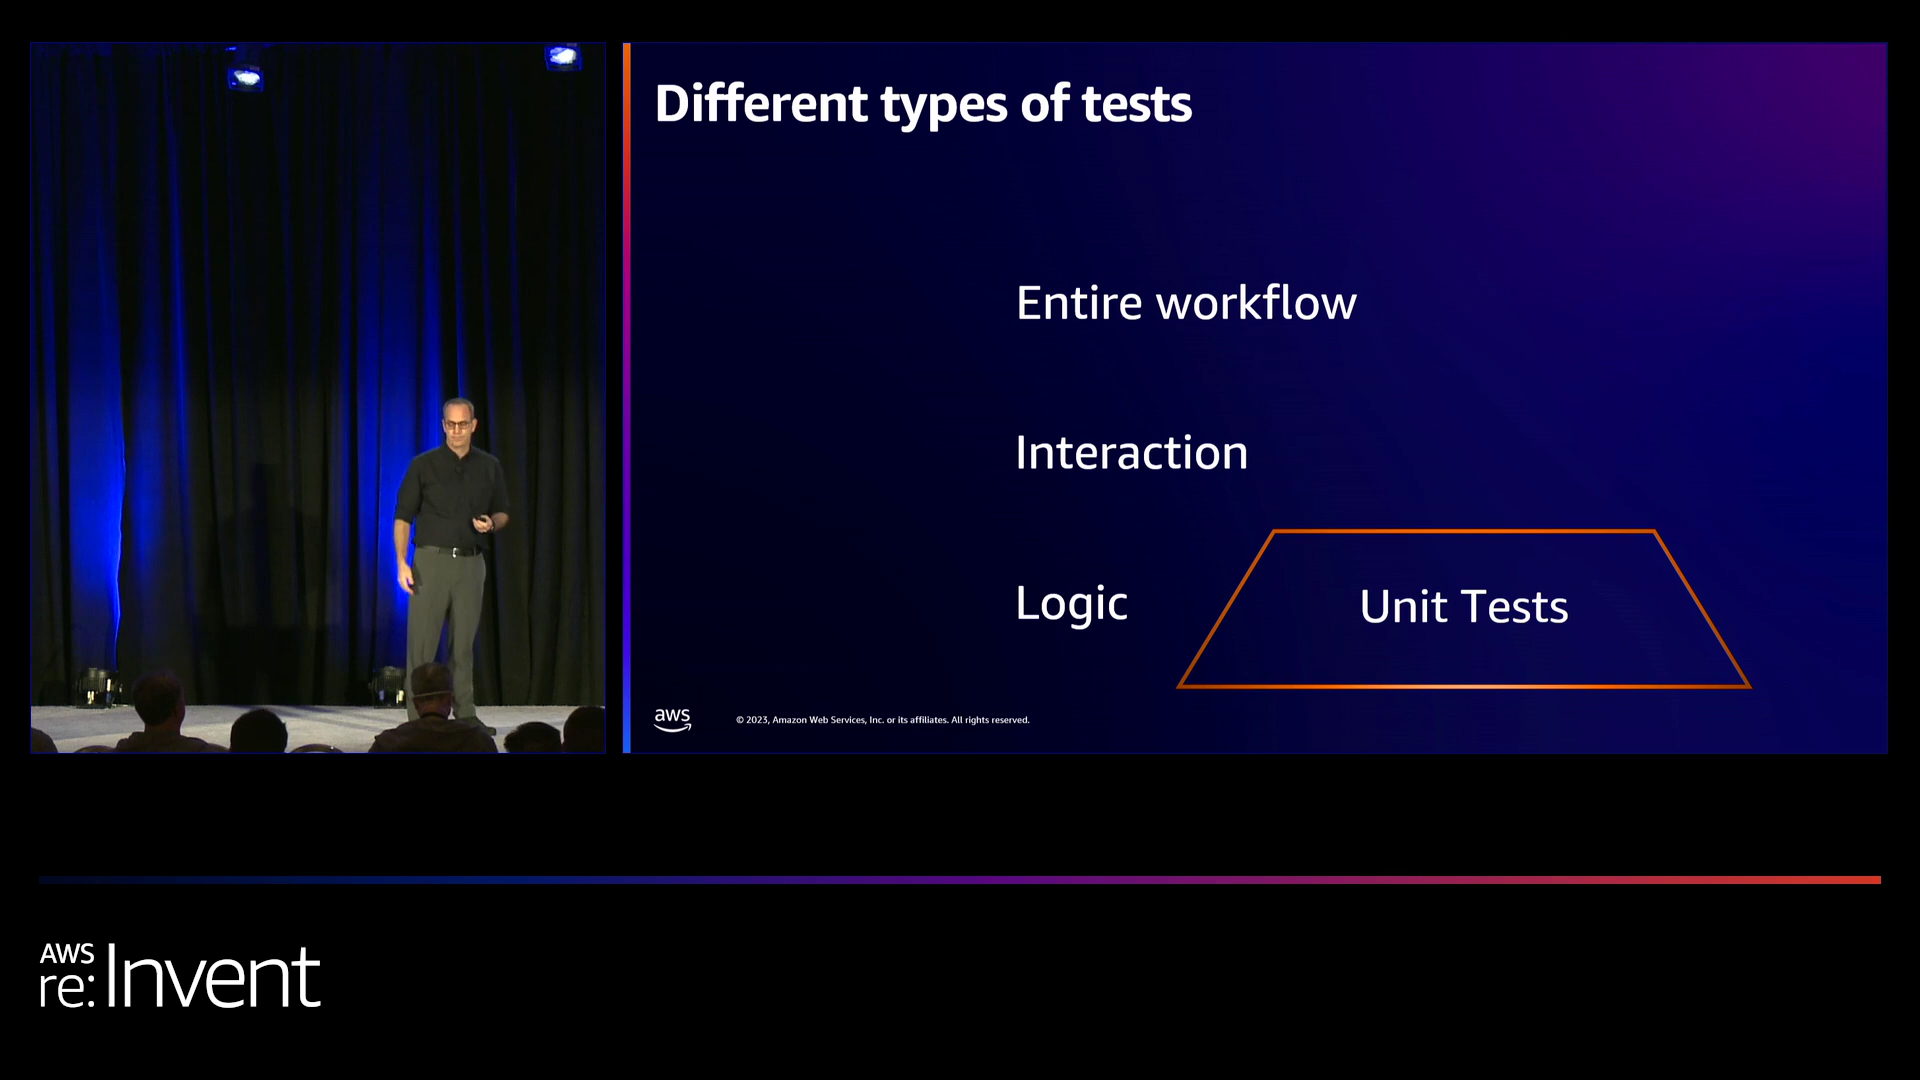 Different types of tests
Entire workflow
Interaction
Logic
Unit Tests
aws
© 2023, Amazon Web Services, Inc. or its affiliates. All rights reserved.
AWS
re:Invent